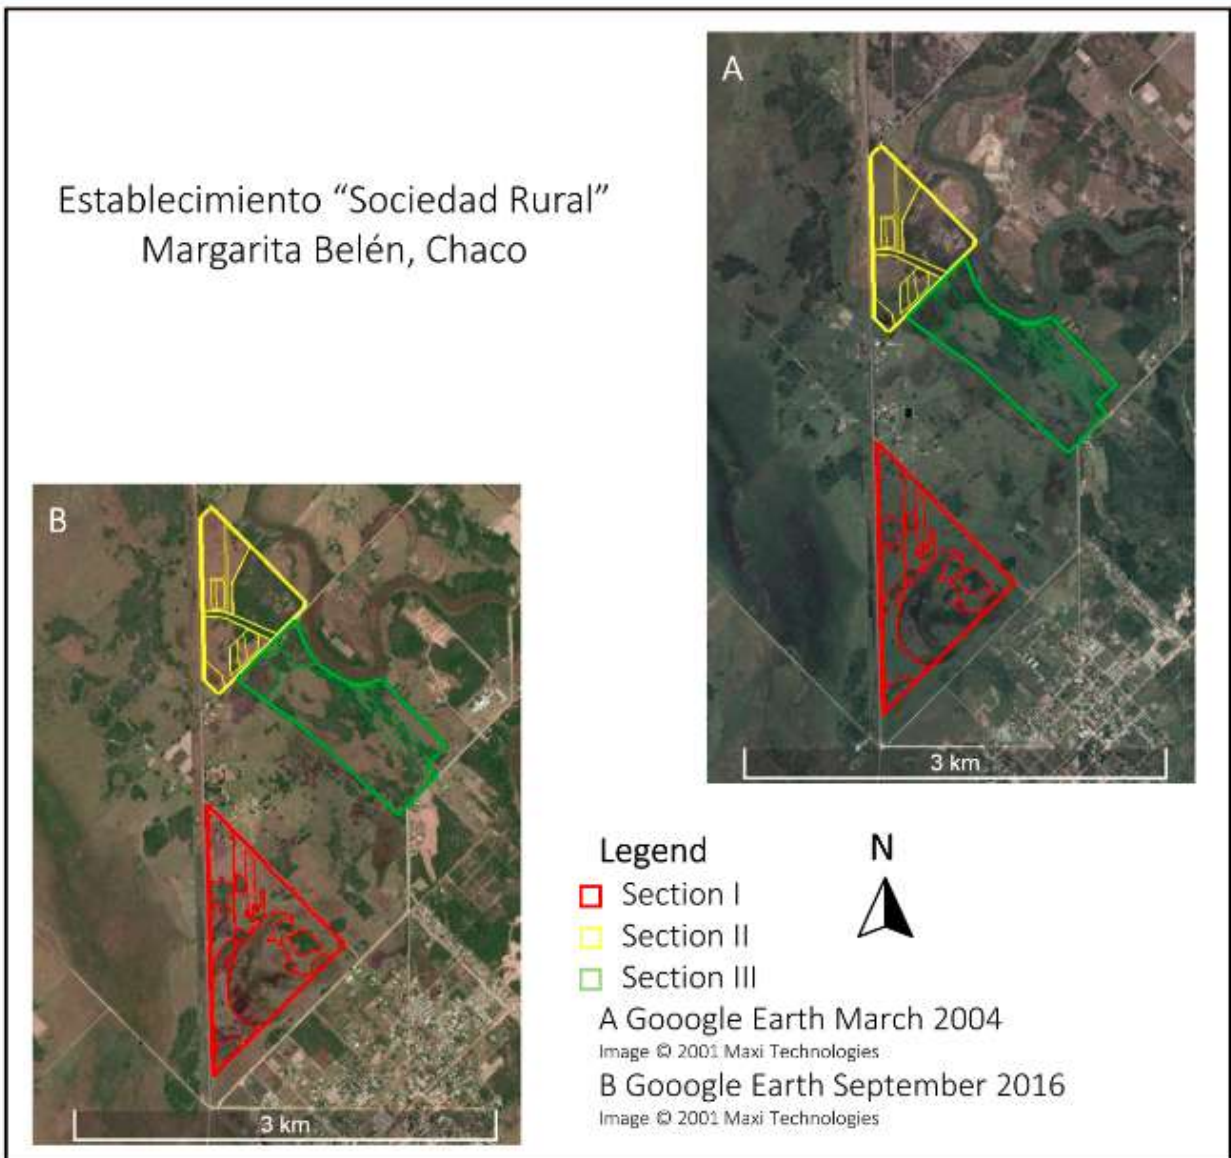 A
Establecimiento “Sociedad Rural”
Margarita Belén, Chaco
3 km
B
3 km
Legend
N
Section I
Section II
Section III
A Gooogle Earth March 2004
Image © 2001 Maxi Technologies
B Gooogle Earth September 2016
Image © 2001 Maxi Technologies